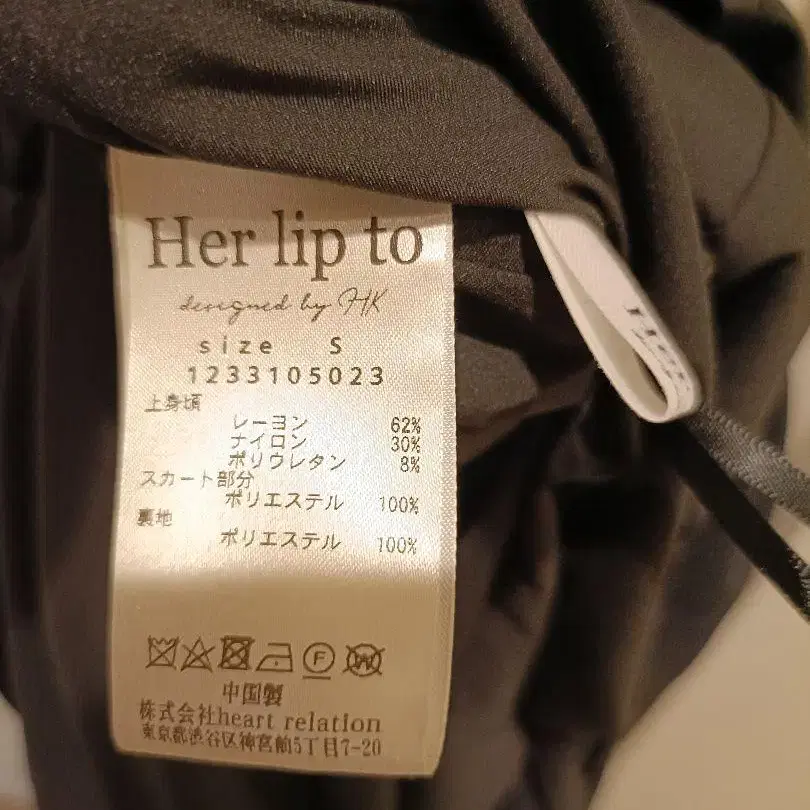 Her lip to
designed by HK
size S
1233105023
上身頃
レーヨン 62%
ナイロン 30%
ポリウレタン 8%
スカート部分
ポリエステル 100%
裏地
ポリエステル 100%
F
W
中国製
株式会社heart relation
東京都渋谷区神宮前5丁目7-20
Her